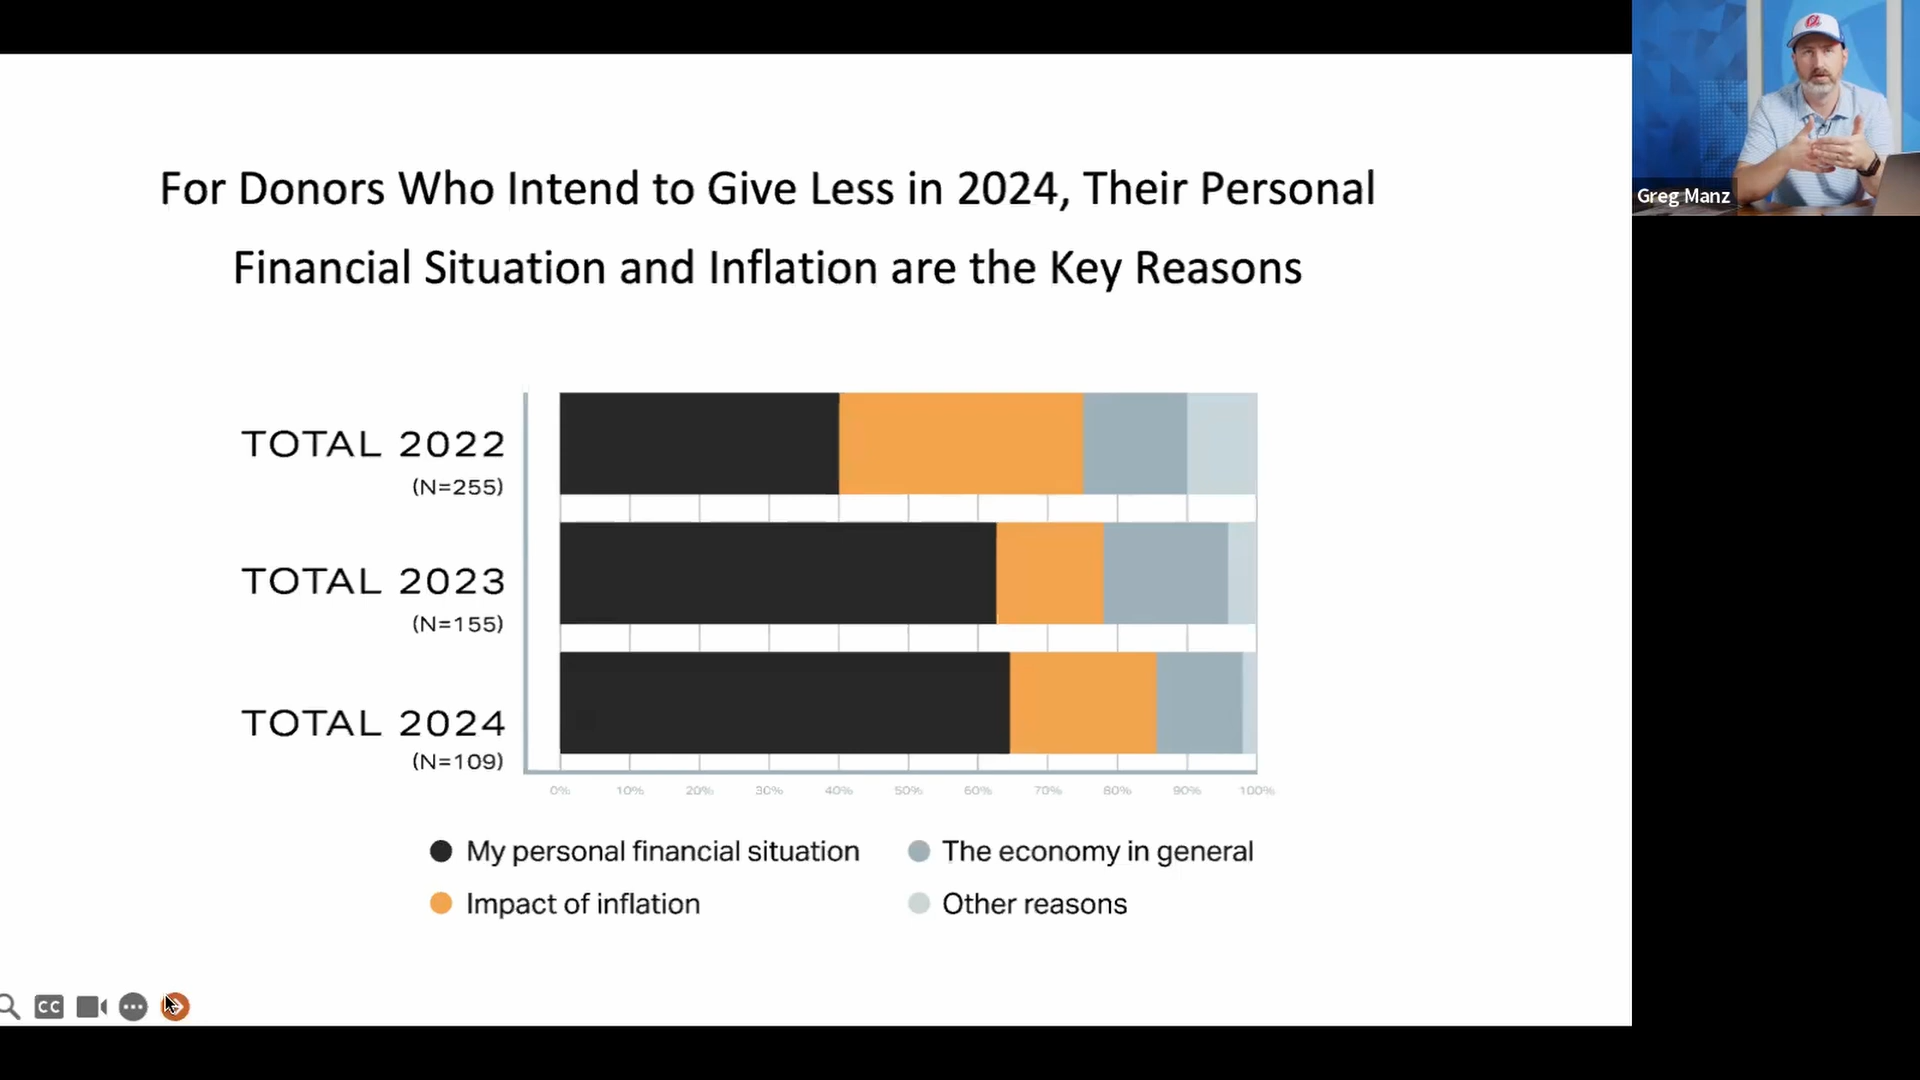 For Donors Who Intend to Give Less in 2024, Their Personal
Financial Situation and Inflation are the Key Reasons
Greg Manz
TOTAL 2022
(N=255)
TOTAL 2023
(N=155)
TOTAL 2024
(N=109)
0% 10% 20% 30% 40% 50% 60% 70% 80% 90% 100%
My personal financial situation
The economy in general
Impact of inflation
Other reasons
CC